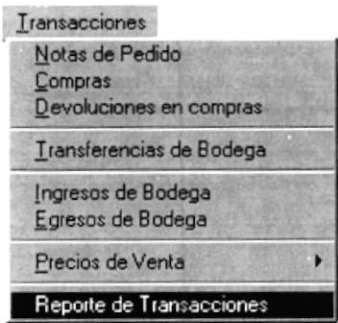 Transacciones
Notas de Pedido
Compras
Devoluciones en compras
Transferencias de Bodega
Ingresos de Bodega
Egresos de Bodega
Precios de Venta
Reporte de Transacciones